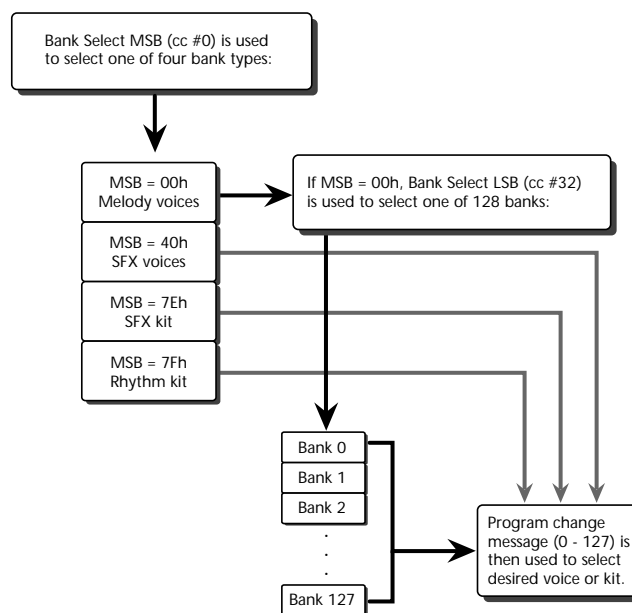 Bank Select MSB (cc #0) is used
to select one of four bank types:
MSB = 00h
Melody voices
If MSB = 00h, Bank Select LSB (cc #32)
is used to select one of 128 banks:
MSB = 40h
SFX voices
MSB = 7Eh
SFX kit
MSB = 7Fh
Rhythm kit
Bank 0
Bank 1
Bank 2
.
.
.
Bank 127
Program change
message (0 - 127) is
then used to select
desired voice or kit.